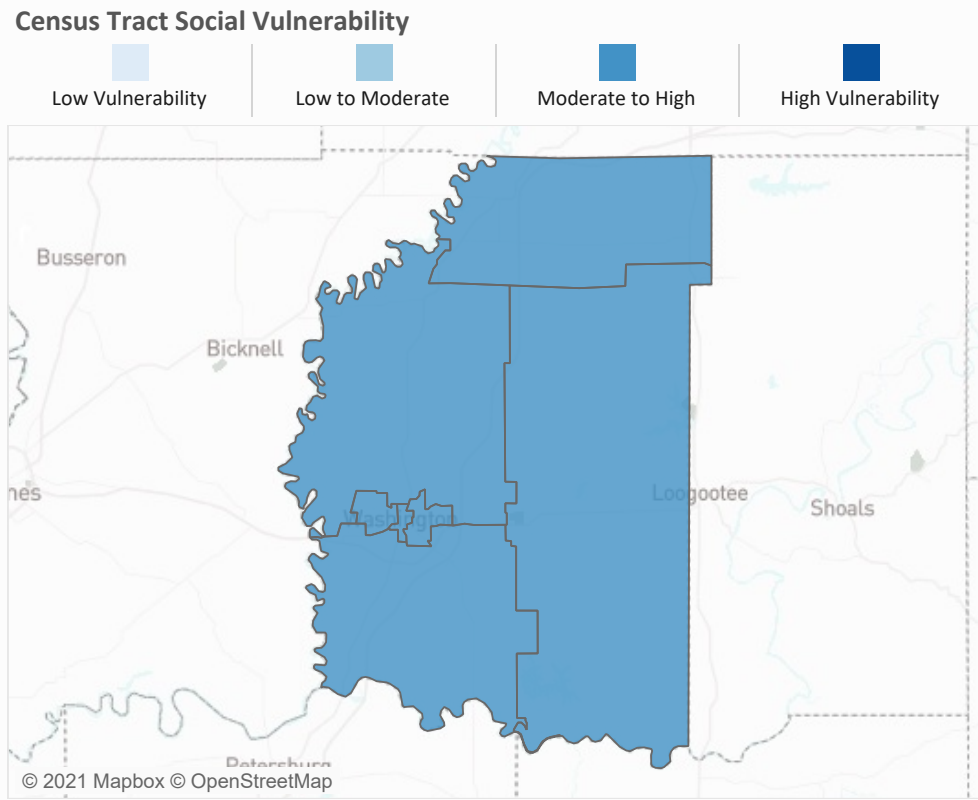 Census Tract Social Vulnerability
Low Vulnerability
Low to Moderate
Moderate to High
High Vulnerability
Busseron
Bicknell
nes
Washington
Loogootee
Shoals
Petersburg
© 2021 Mapbox © OpenStreetMap